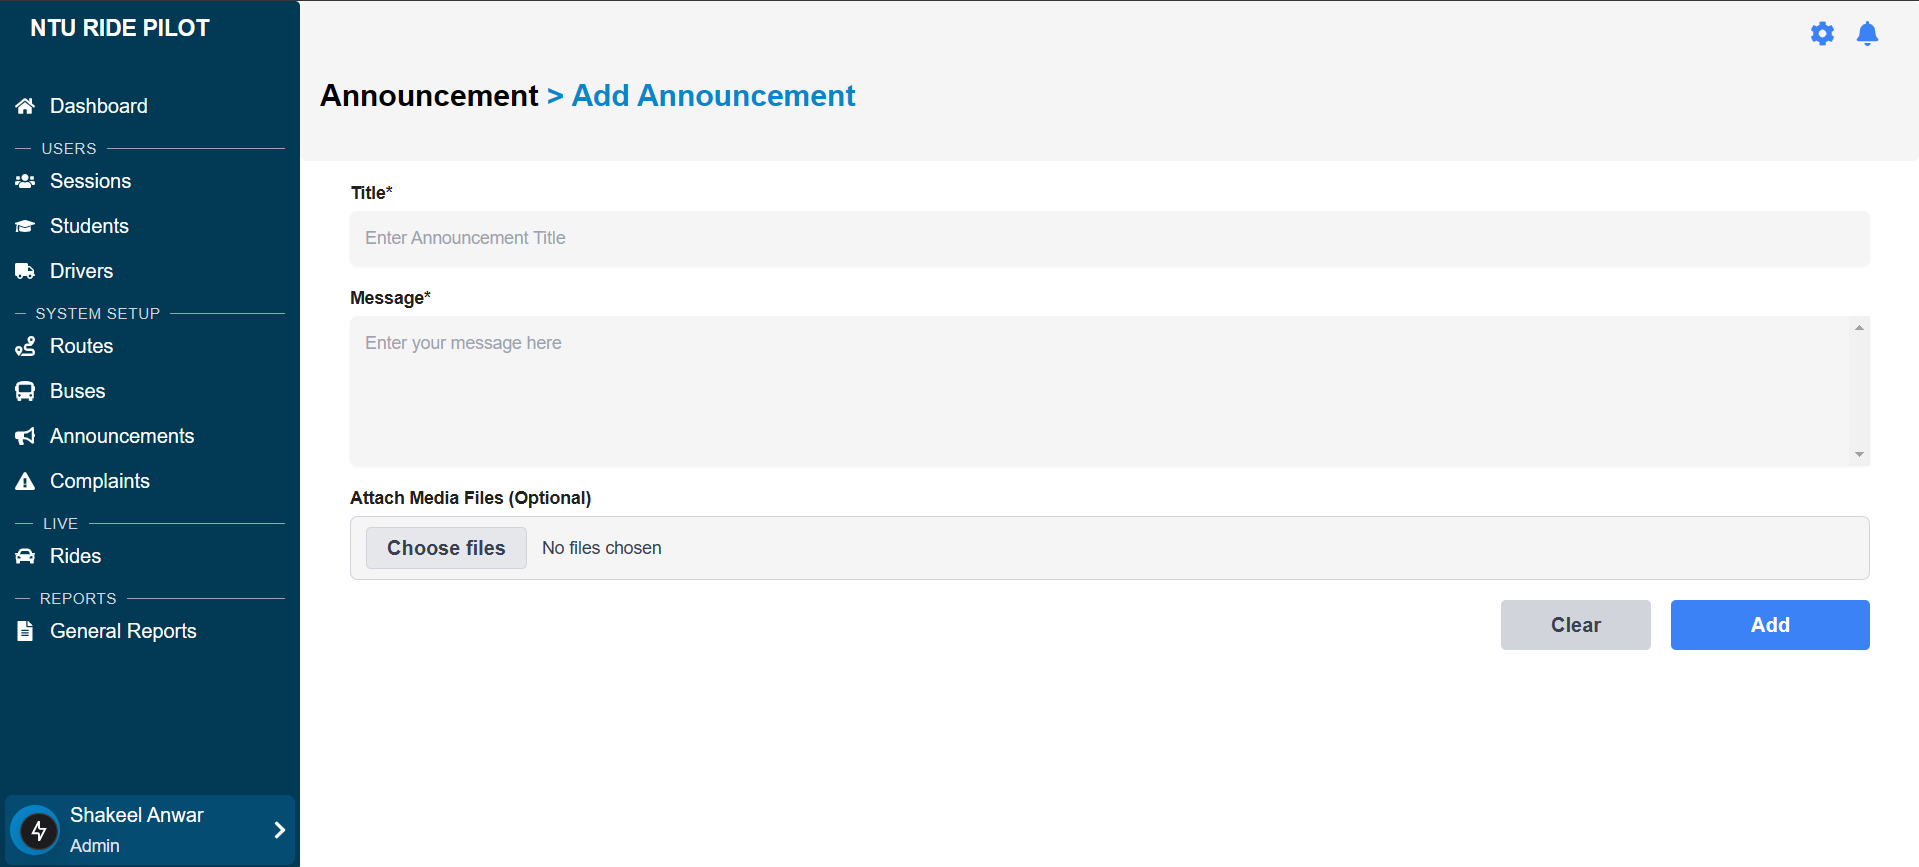 NTU RIDE PILOT
Dashboard
USERS
Sessions
Students
Drivers
SYSTEM SETUP
Routes
Buses
Announcements
Complaints
LIVE
Rides
REPORTS
General Reports
Shakeel Anwar
Admin
Announcement > Add Announcement
Title*
Enter Announcement Title
Message*
Enter your message here
Attach Media Files (Optional)
Choose files No files chosen
Clear Add